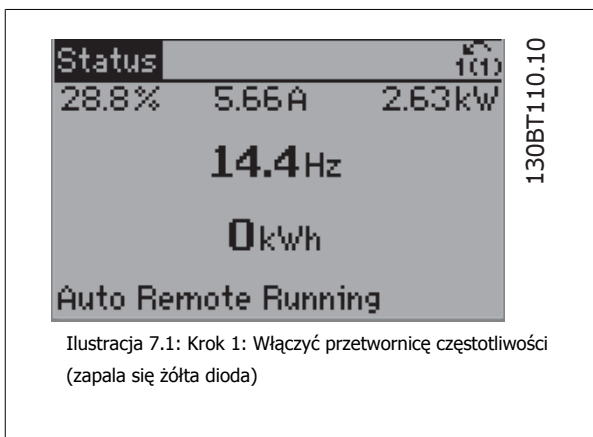 Status 1(1)
28.8% 5.66A 2.63kW
14.4Hz
0kWh
Auto Remote Running
130BT110.10
Ilustracja 7.1: Krok 1: Włączyć przetwornicę częstotliwości
(zapala się żółta dioda)